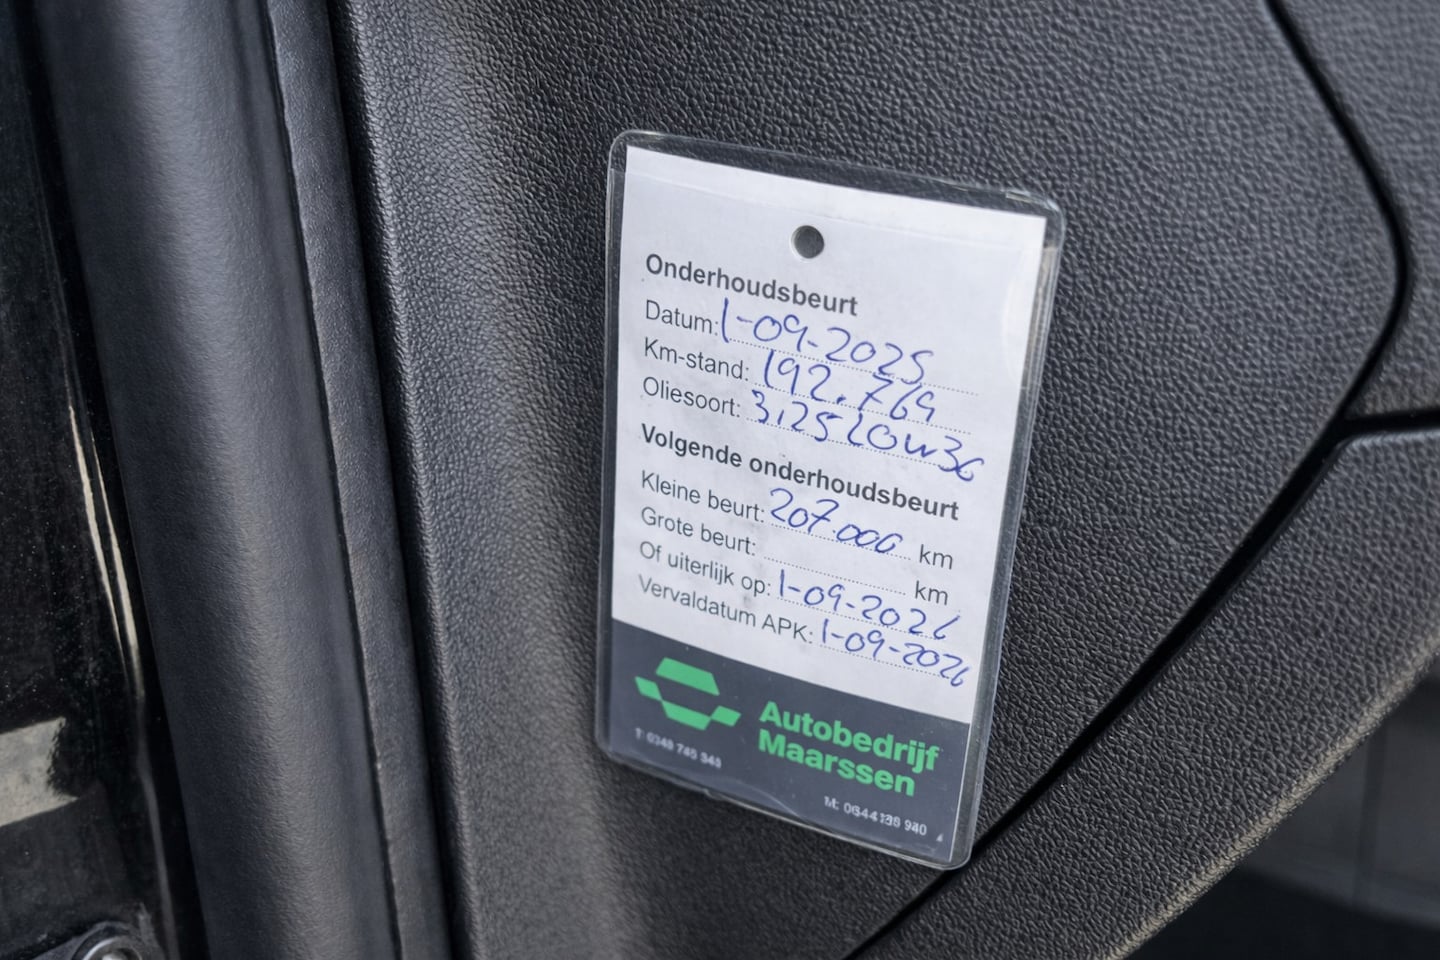 Onderhoudsbeurt
Datum: 1-09-2025
Km-stand: 192.769
Oliesoort: 3,25L 0w30
Volgende onderhoudsbeurt
Kleine beurt: 207.000 km
Grote beurt: km
Of uiterlijk op: 1-09-2026
Vervaldatum APK: 1-09-2026
Autobedrijf
Maarssen